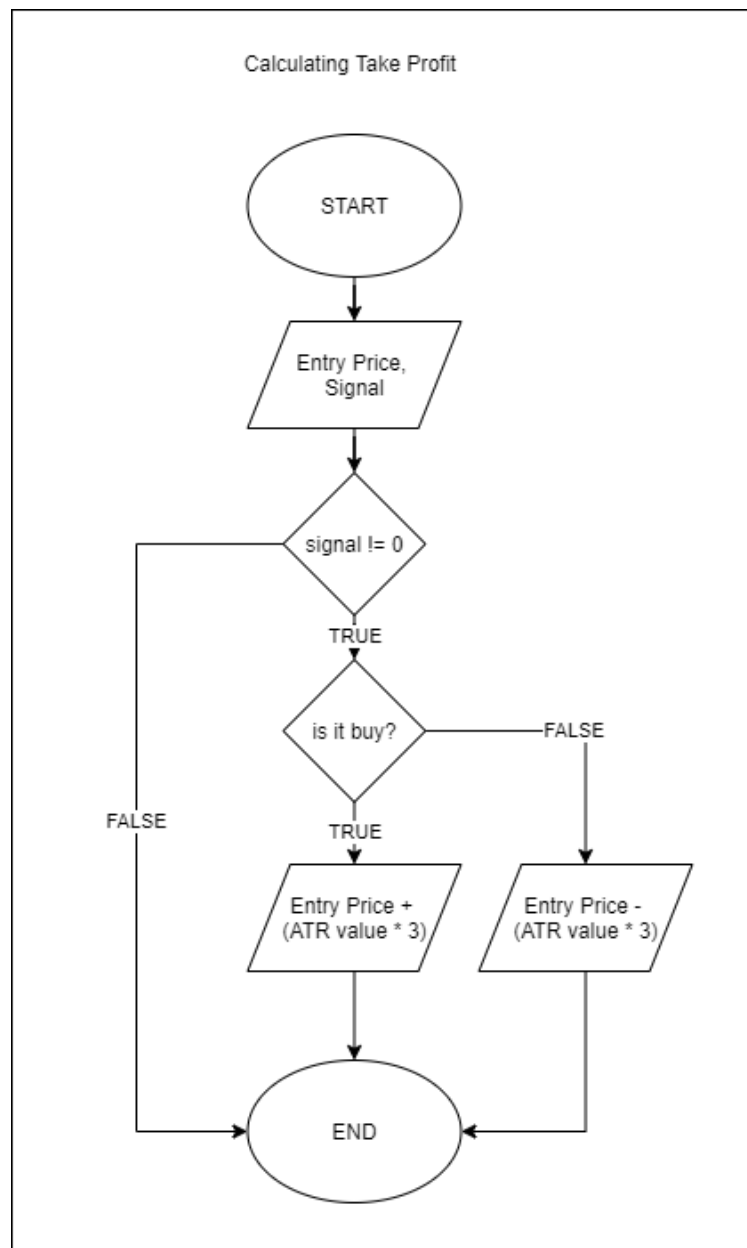 Calculating Take Profit
START
Entry Price,
Signal
signal != 0
TRUE
is it buy?
FALSE
TRUE
FALSE
Entry Price +
(ATR value * 3)
Entry Price -
(ATR value * 3)
END